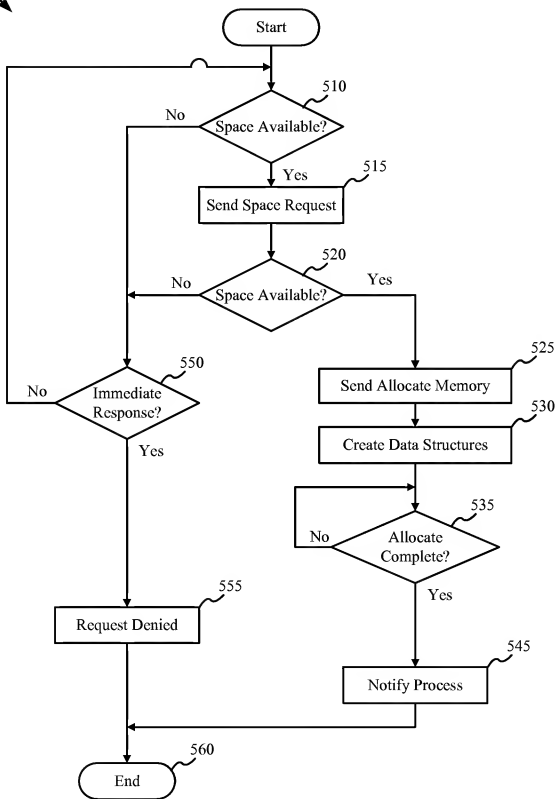 Start
510
Space Available?
No
Yes
515
Send Space Request
520
Space Available?
No
Yes
525
Send Allocate Memory
530
Create Data Structures
550
Immediate
Response?
No
Yes
535
Allocate
Complete?
No
Yes
555
Request Denied
545
Notify Process
560
End